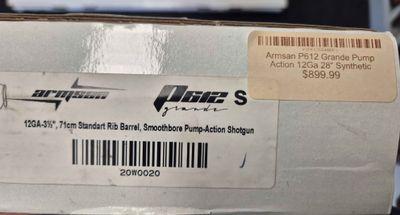 Armsan P612 Grande Pump
Action 12Ga 28" Synthetic
$899.99
armsan
P612 S
grande
12GA-3½", 71cm Standart Rib Barrel, Smoothbore Pump-Action Shotgun
20W0020